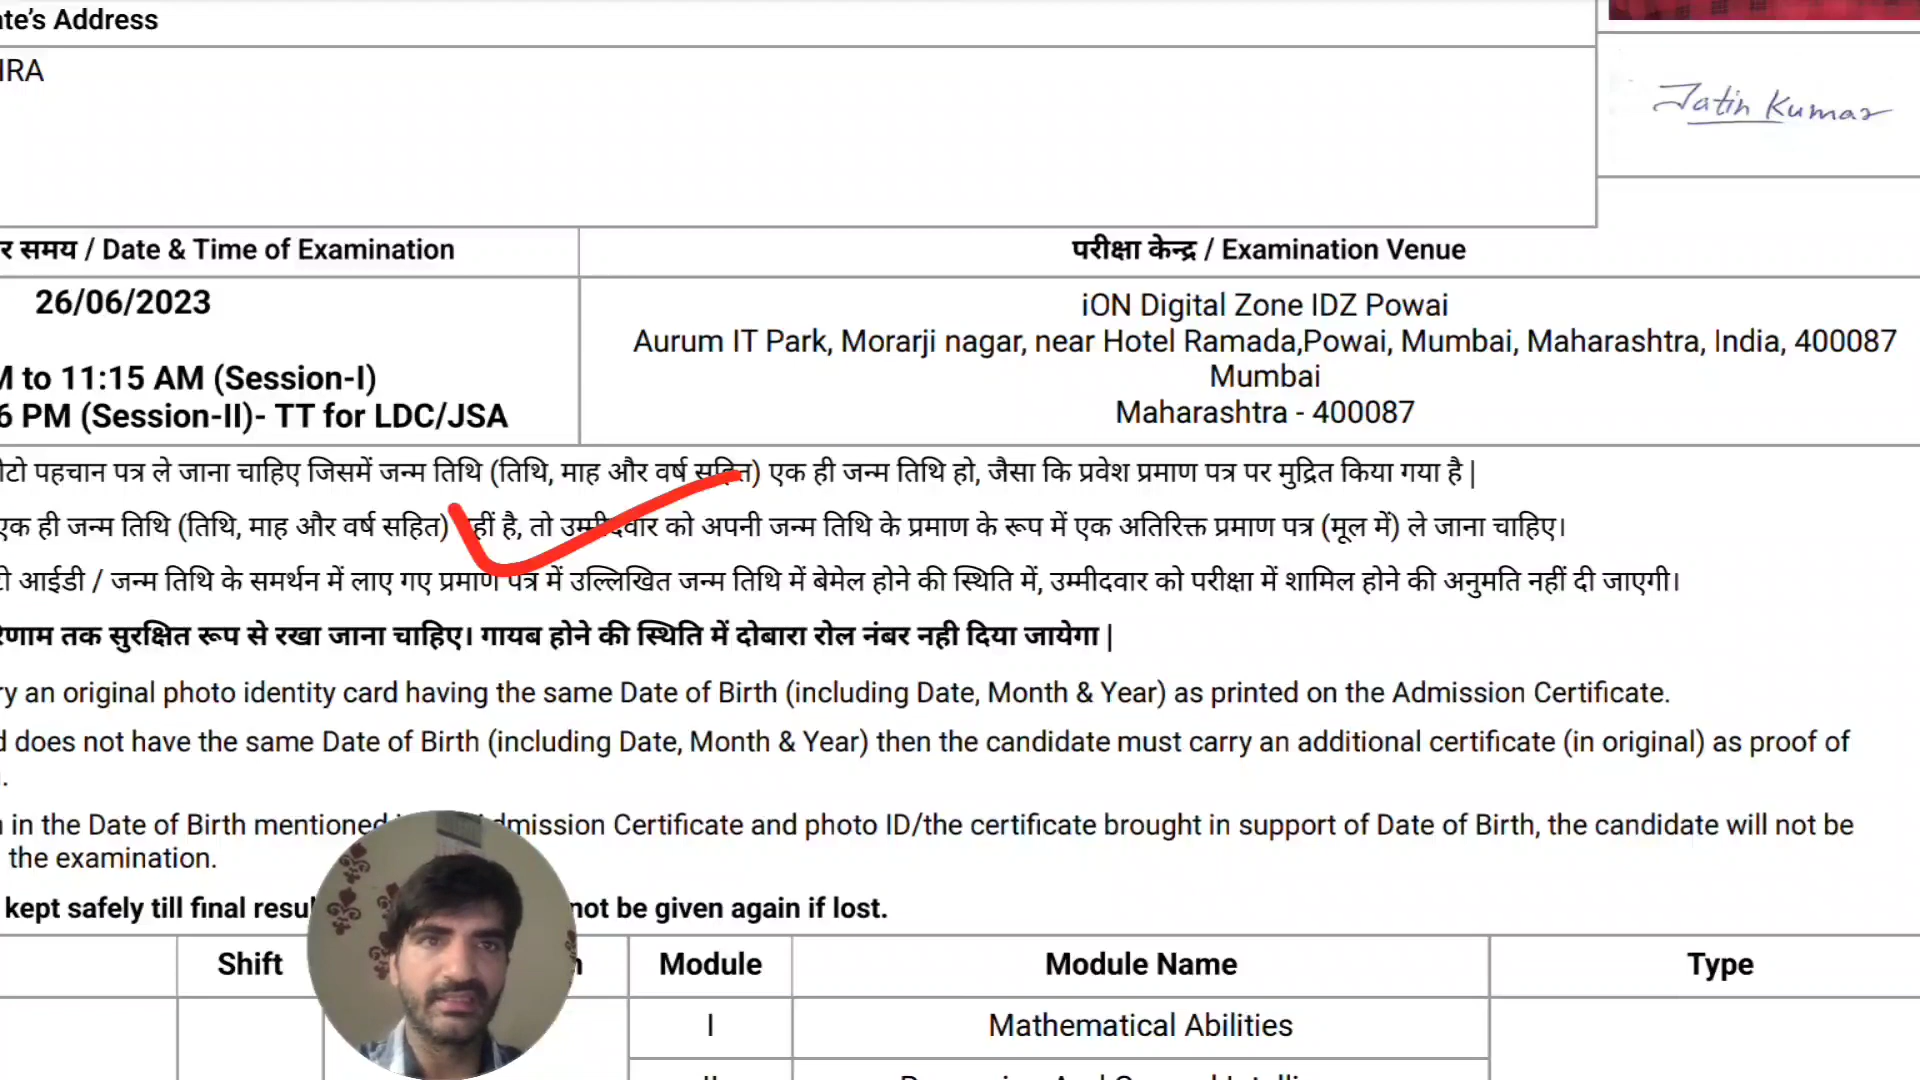 te's Address
IRA
Jatin Kumar
र समय / Date & Time of Examination
परीक्षा केन्द्र / Examination Venue
26/06/2023
M to 11:15 AM (Session-I)
6 PM (Session-II)- TT for LDC/JSA
iON Digital Zone IDZ Powai
Aurum IT Park, Morarji nagar, near Hotel Ramada,Powai, Mumbai, Maharashtra, India, 400087
Mumbai
Maharashtra - 400087
टो पहचान पत्र ले जाना चाहिए जिसमें जन्म तिथि (तिथि, माह और वर्ष सहित) एक ही जन्म तिथि हो, जैसा कि प्रवेश प्रमाण पत्र पर मुद्रित किया गया है |
एक ही जन्म तिथि (तिथि, माह और वर्ष सहित) नहीं है, तो उम्मीदवार को अपनी जन्म तिथि के प्रमाण के रूप में एक अतिरिक्त प्रमाण पत्र (मूल में) ले जाना चाहिए।
आईडी / जन्म तिथि के समर्थन में लाए गए प्रमाण पत्र में उल्लिखित जन्म तिथि में बेमेल होने की स्थिति में, उम्मीदवार को परीक्षा में शामिल होने की अनुमति नहीं दी जाएगी।
तक सुरक्षित रूप से रखा जाना चाहिए। गायब होने की स्थिति में दोबारा रोल नंबर नही दिया जायेगा |
ry an original photo identity card having the same Date of Birth (including Date, Month & Year) as printed on the Admission Certificate.
d does not have the same Date of Birth (including Date, Month & Year) then the candidate must carry an additional certificate (in original) as proof of
in the Date of Birth mentioned dmission Certificate and photo ID/the certificate brought in support of Date of Birth, the candidate will not be
the examination.
kept safely till final resul not be given again if lost.
Shift
Module
Module Name
Type
I
Mathematical Abilities